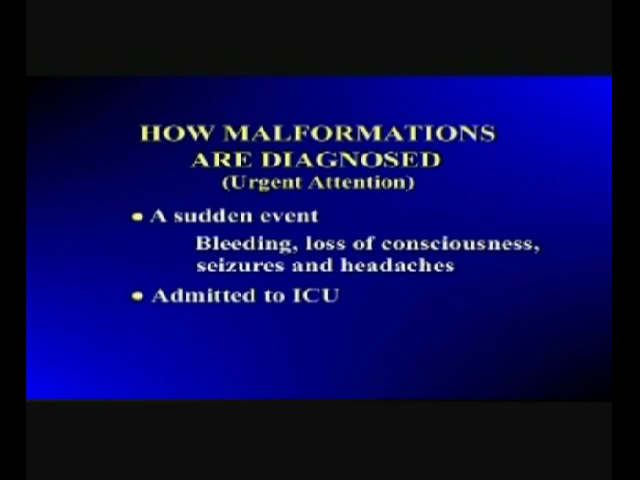 HOW MALFORMATIONS
ARE DIAGNOSED
(Urgent Attention)
• A sudden event
Bleeding, loss of consciousness,
seizures and headaches
• Admitted to ICU